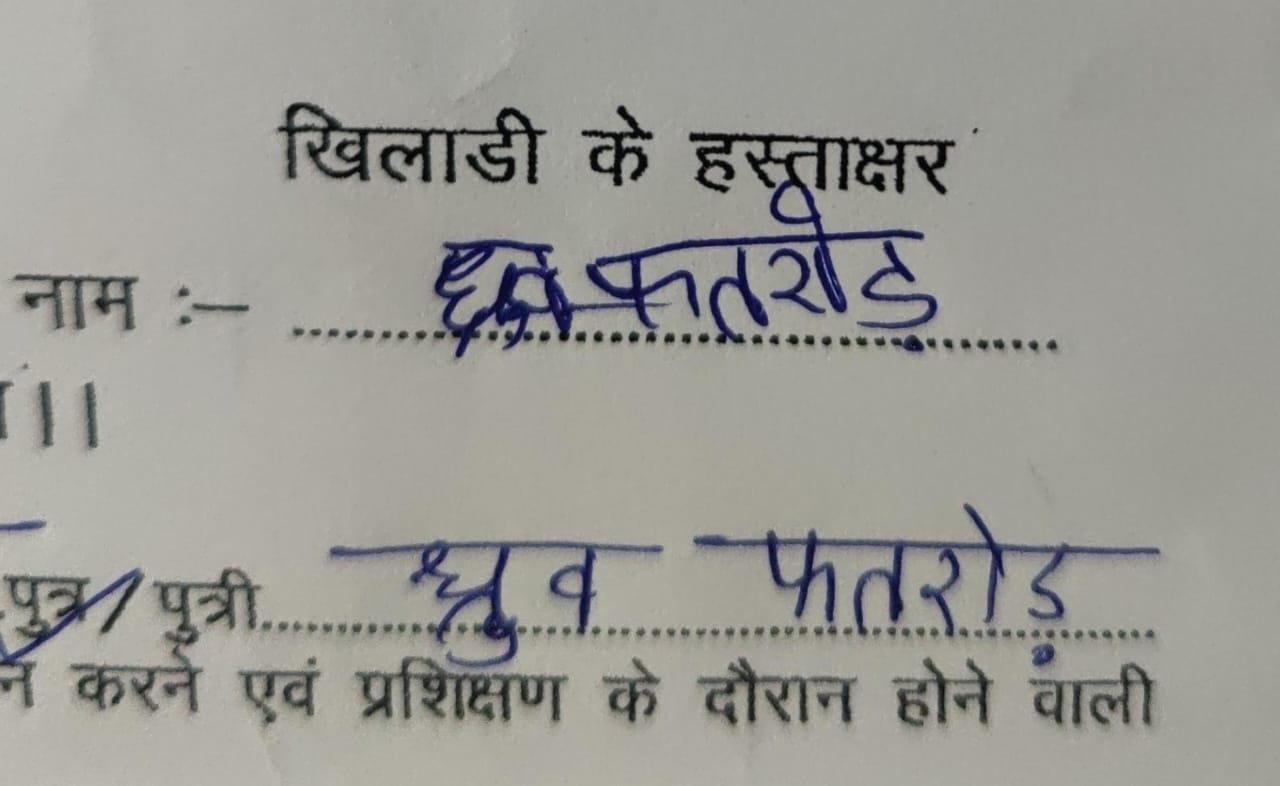 खिलाडी के हस्ताक्षर
नाम :- ध्रुव फतरोड़
।।
पुत्र / पुत्री ध्रुव फतरोड़
करने एवं प्रशिक्षण के दौरान होने वाली